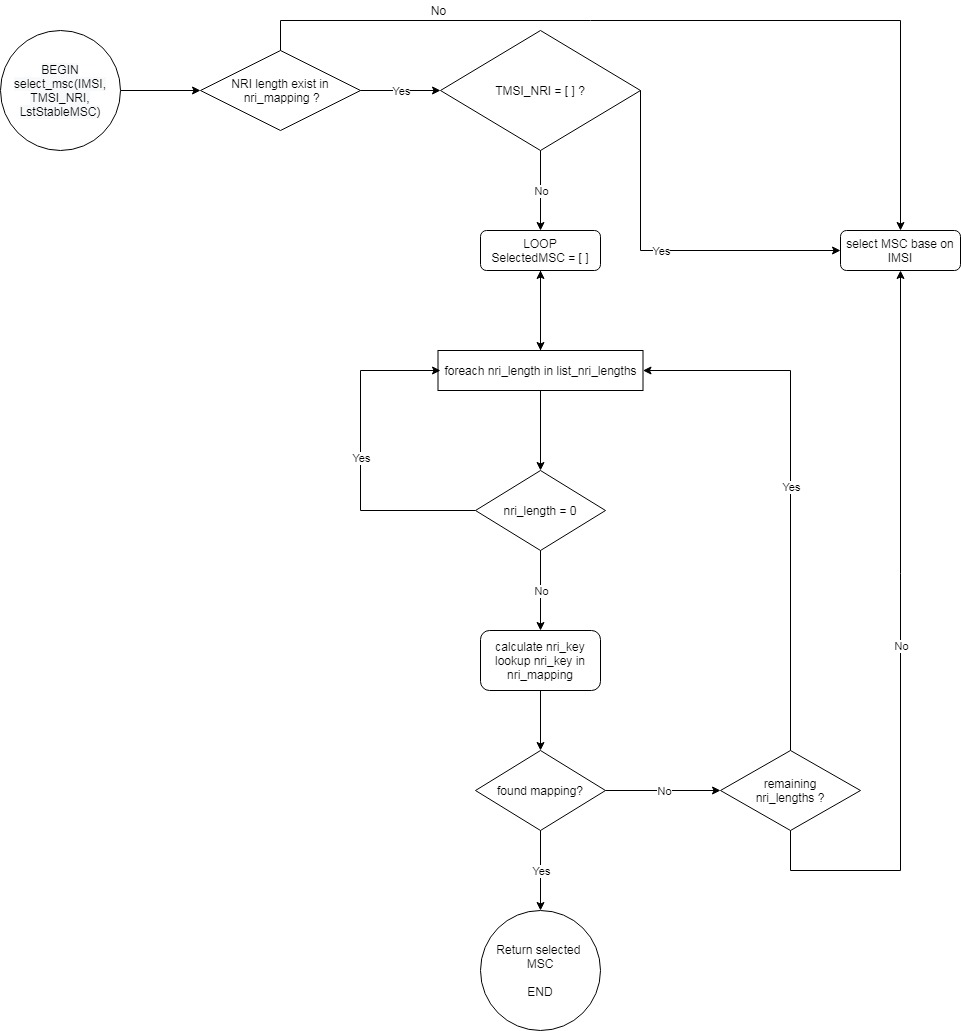 No
BEGIN
select_msc(IMSI,
TMSI_NRI,
LstStableMSC)
NRI length exist in
nri_mapping ?
Yes
TMSI_NRI = [ ] ?
No
Yes
select MSC base on
IMSI
LOOP
SelectedMSC = [ ]
foreach nri_length in list_nri_lengths
Yes
Yes
nri_length = 0
No
calculate nri_key
lookup nri_key in
nri_mapping
No
found mapping?
No
remaining
nri_lengths ?
Yes
Return selected
MSC
END